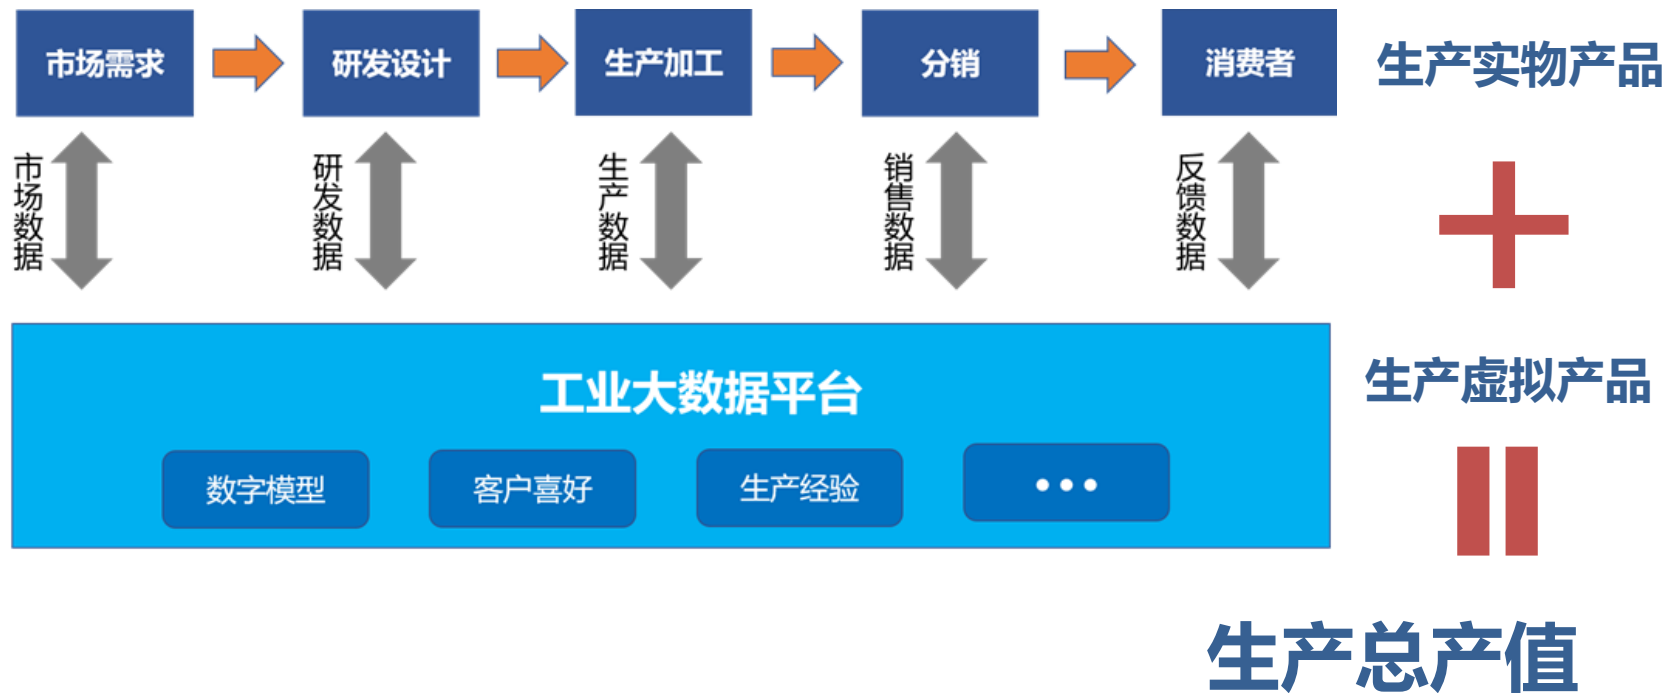 市场需求
研发设计
生产加工
分销
消费者
生产实物产品
市场数据
研发数据
生产数据
销售数据
反馈数据
工业大数据平台
生产虚拟产品
数字模型
客户喜好
生产经验
•••
生产总产值